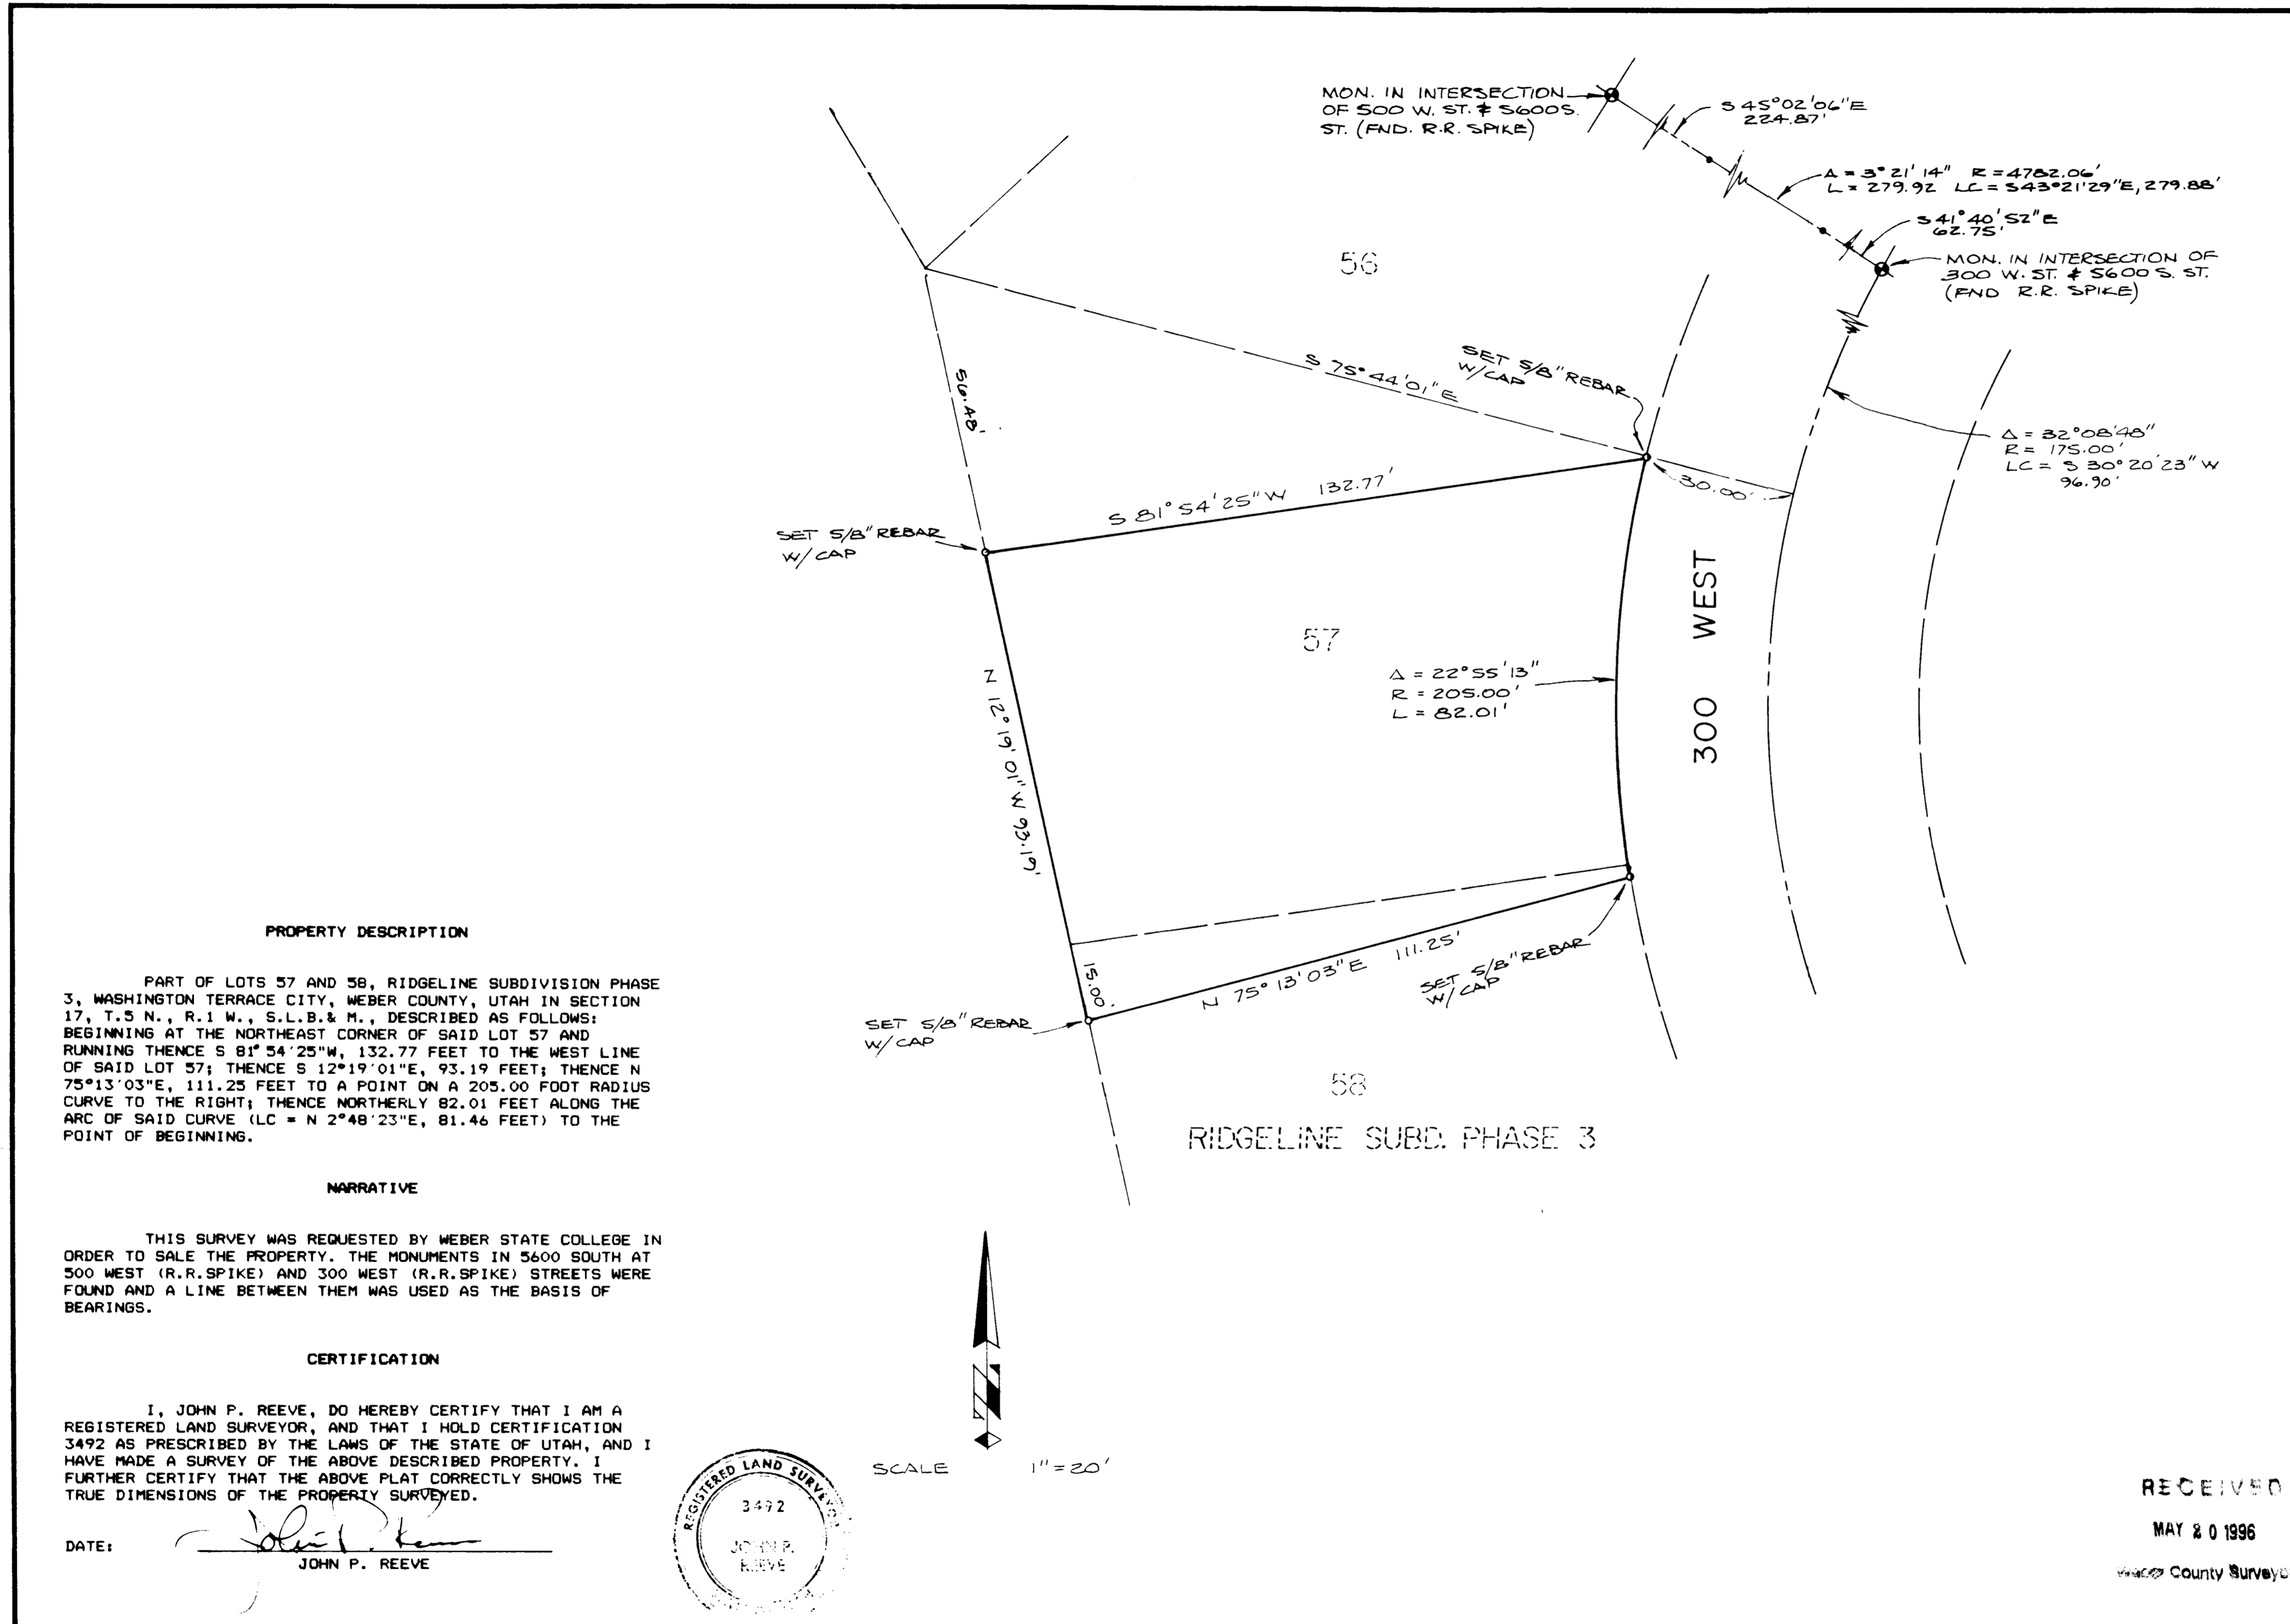 MON. IN INTERSECTION
OF 500 W. ST. & 5600 S.
ST. (FND. R.R. SPIKE)
S 45°02'06"E
224.87'
Δ = 3°21'14" R = 4782.06'
L = 279.92 LC = S43°21'29"E, 279.88'
S 41°40'52"E
62.75'
MON. IN INTERSECTION OF
300 W. ST. & 5600 S. ST.
(FND R.R. SPIKE)
56
S 75°44'01"E
SET 5/8" REBAR
W/CAP
56.48'
Δ = 32°08'48"
R = 175.00'
LC = S 30°20'23"W
96.90'
30.00'
S 81°54'25"W 132.77'
SET 5/8" REBAR
W/CAP
300 WEST
57
Δ = 22°55'13"
R = 205.00'
L = 82.01'
N 12°19'01"W 93.19'
15.00'
N 75°13'03"E 111.25'
SET 5/8" REBAR
W/CAP
SET 5/8" REBAR
W/CAP
58
RIDGELINE SUBD. PHASE 3
PROPERTY DESCRIPTION
PART OF LOTS 57 AND 58, RIDGELINE SUBDIVISION PHASE
3, WASHINGTON TERRACE CITY, WEBER COUNTY, UTAH IN SECTION
17, T.5 N., R.1 W., S.L.B.& M., DESCRIBED AS FOLLOWS:
BEGINNING AT THE NORTHEAST CORNER OF SAID LOT 57 AND
RUNNING THENCE S 81°54'25"W, 132.77 FEET TO THE WEST LINE
OF SAID LOT 57; THENCE S 12°19'01"E, 93.19 FEET; THENCE N
75°13'03"E, 111.25 FEET TO A POINT ON A 205.00 FOOT RADIUS
CURVE TO THE RIGHT; THENCE NORTHERLY 82.01 FEET ALONG THE
ARC OF SAID CURVE (LC = N 2°48'23"E, 81.46 FEET) TO THE
POINT OF BEGINNING.
NARRATIVE
THIS SURVEY WAS REQUESTED BY WEBER STATE COLLEGE IN
ORDER TO SALE THE PROPERTY. THE MONUMENTS IN 5600 SOUTH AT
500 WEST (R.R.SPIKE) AND 300 WEST (R.R.SPIKE) STREETS WERE
FOUND AND A LINE BETWEEN THEM WAS USED AS THE BASIS OF
BEARINGS.
CERTIFICATION
I, JOHN P. REEVE, DO HEREBY CERTIFY THAT I AM A
REGISTERED LAND SURVEYOR, AND THAT I HOLD CERTIFICATION
3492 AS PRESCRIBED BY THE LAWS OF THE STATE OF UTAH, AND I
HAVE MADE A SURVEY OF THE ABOVE DESCRIBED PROPERTY. I
FURTHER CERTIFY THAT THE ABOVE PLAT CORRECTLY SHOWS THE
TRUE DIMENSIONS OF THE PROPERTY SURVEYED.
DATE:
JOHN P. REEVE
REGISTERED LAND SURVEYOR
3492
JOHN P.
REEVE
SCALE 1"=20'
RECEIVED
MAY 20 1996
County Surveyo